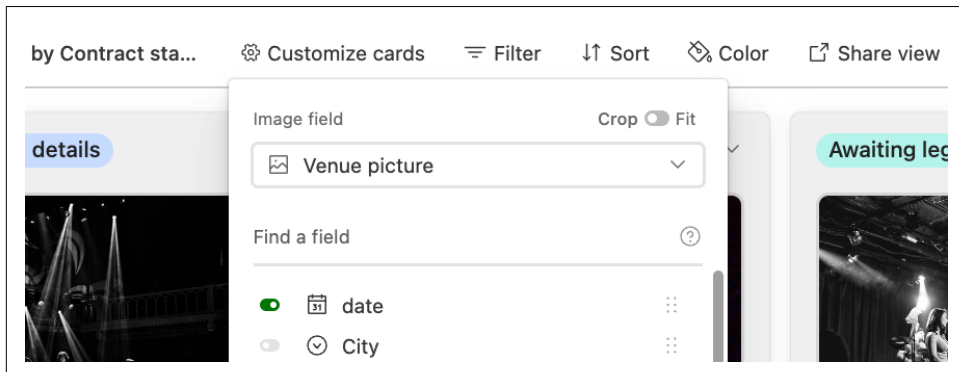 by Contract sta... Customize cards Filter Sort Color Share view
Image field Crop Fit
details Awaiting leg
Venue picture
Find a field
31 date
City